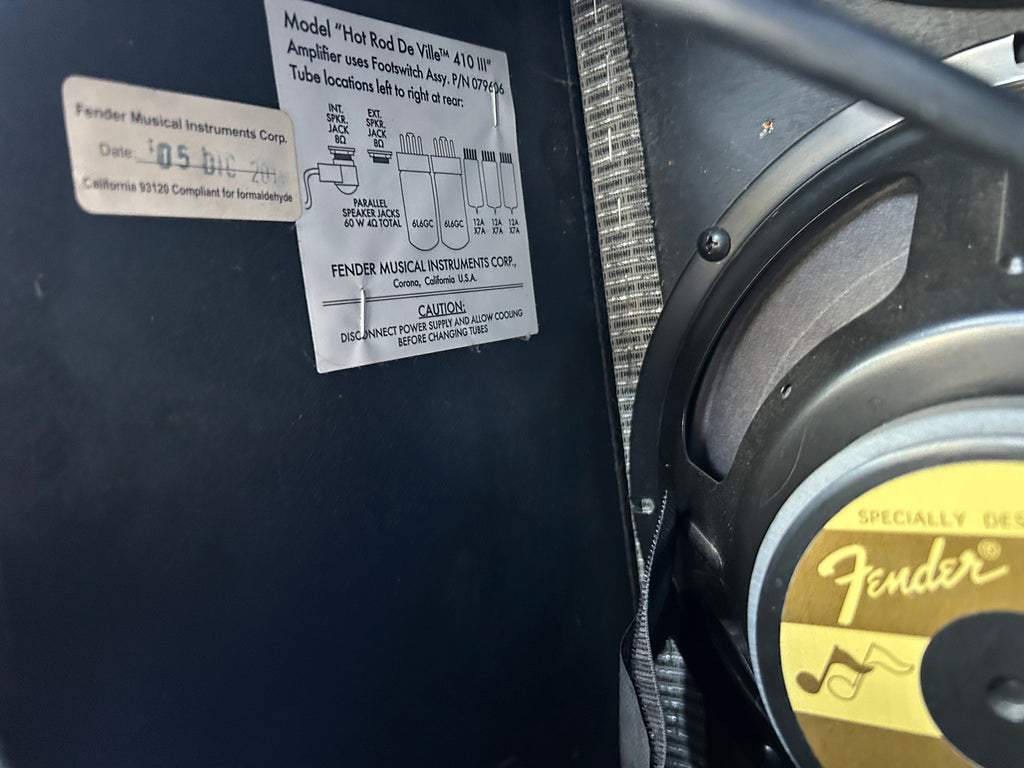 Fender Musical Instruments Corp.
Date: 05 DIC
California 93120 Compliant for formaldehyde
Model "Hot Rod De Ville™ 410 III"
Amplifier uses Footswitch Assy. P/N 079606
Tube locations left to right at rear:
INT. SPKR. JACK 8Ω
EXT. SPKR. JACK 8Ω
PARALLEL
SPEAKER JACKS
60 W 4Ω TOTAL
6L6GC 6L6GC
12A X7A 12A X7A 12A X7A
FENDER MUSICAL INSTRUMENTS CORP.,
Corona, California U.S.A.
CAUTION:
DISCONNECT POWER SUPPLY AND ALLOW COOLING
BEFORE CHANGING TUBES
SPECIALLY DES
Fender©